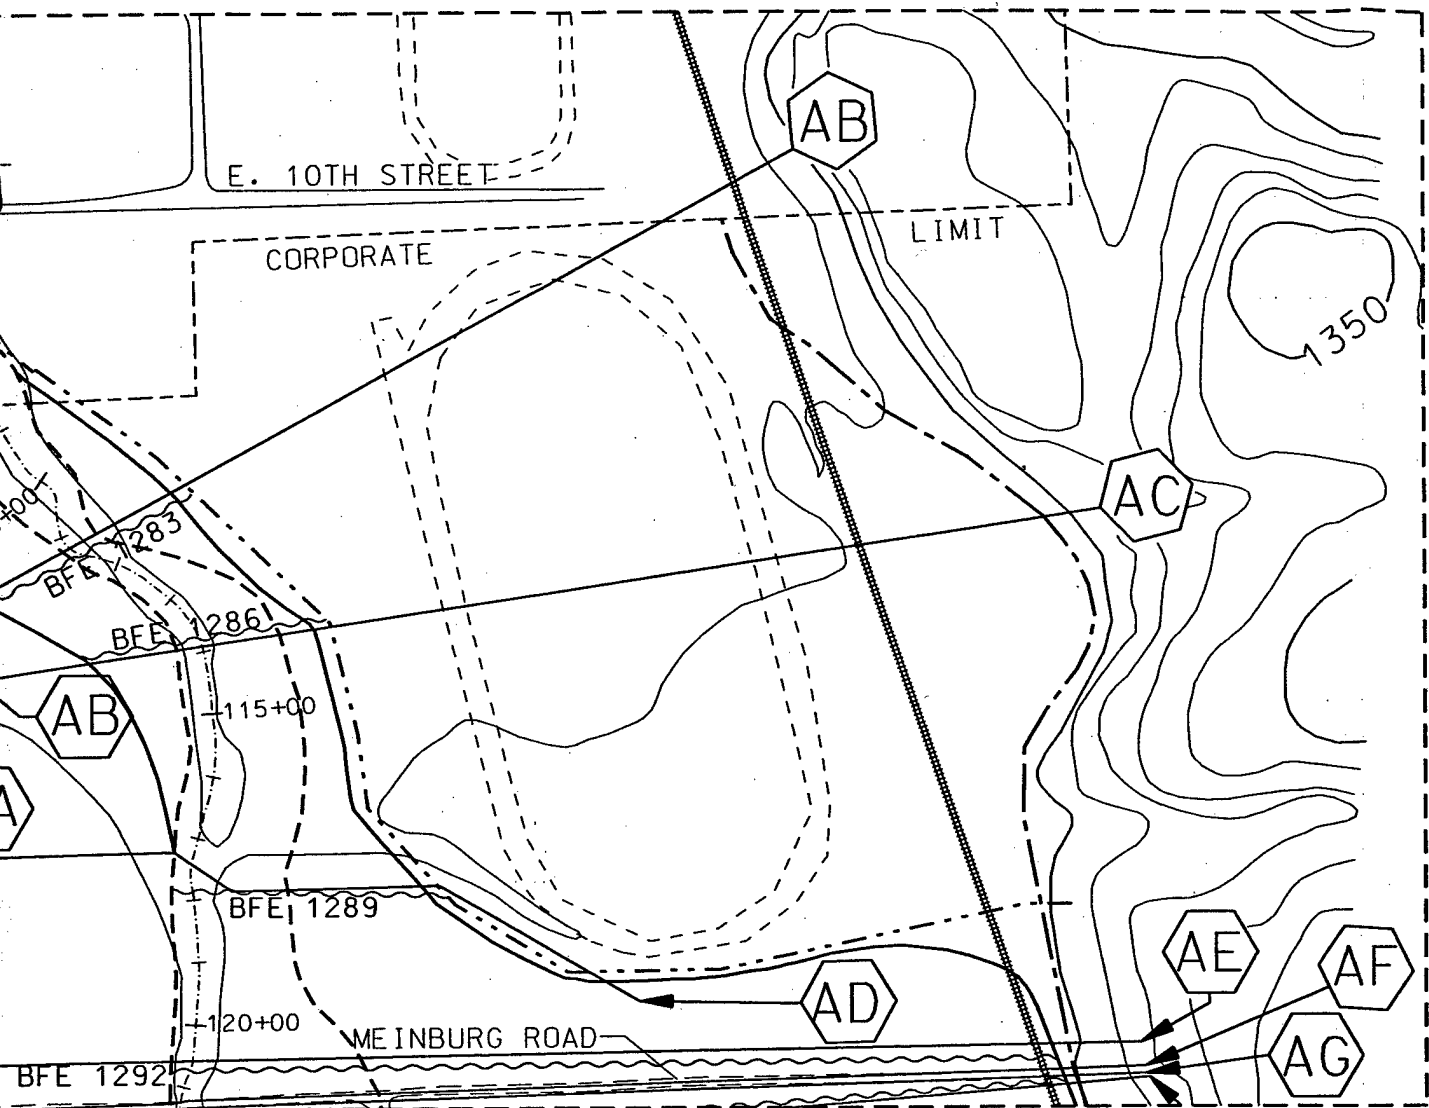 AB
E. 10TH STREET
LIMIT
CORPORATE
1350
AC
+00
BFE 1283
BFE 1286
AB
115+00
A
BFE 1289
AE
AF
AD
120+00
MEINBURG ROAD
AG
BFE 1292